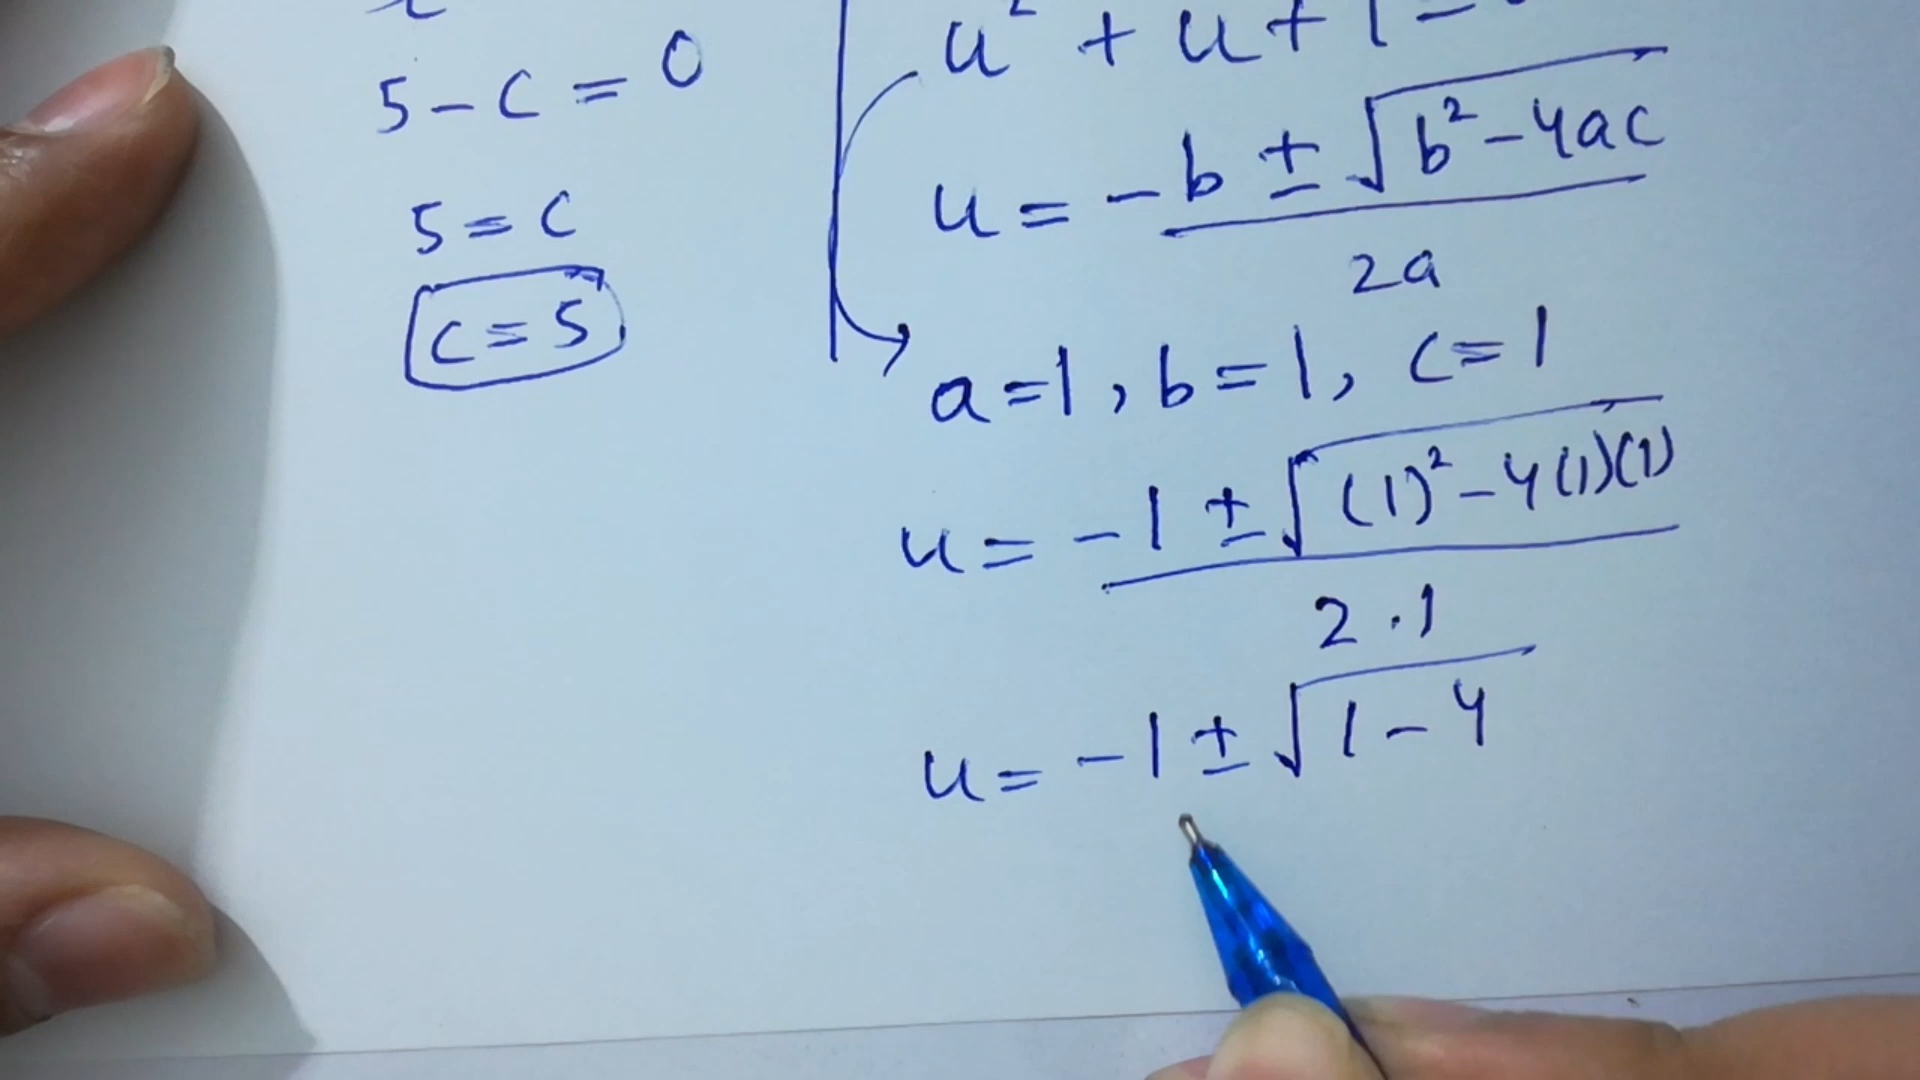 5 - c = 0
5 = c
c = 5
u² + u + 1 =
u = -b ± √(b² - 4ac)
2a
a = 1, b = 1, c = 1
u = -1 ± √((1)² - 4(1)(1))
2 . 1
u = -1 ± √(1 - 4)